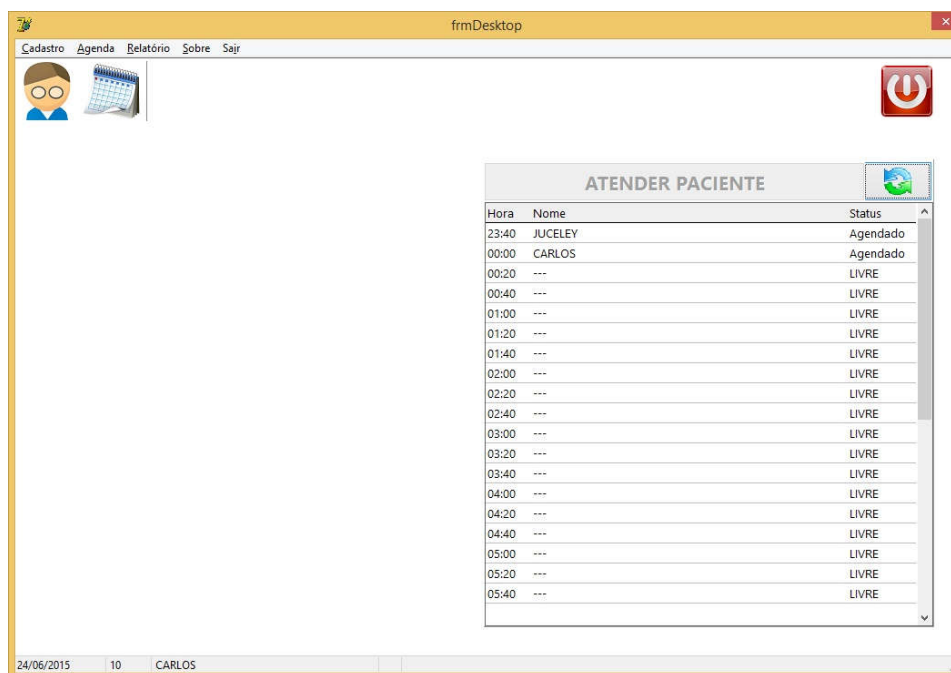 frmDesktop
Cadastro Agenda Relatório Sobre Sair
ATENDER PACIENTE
Hora Nome Status
23:40 JUCELEY Agendado
00:00 CARLOS Agendado
00:20 --- LIVRE
00:40 --- LIVRE
01:00 --- LIVRE
01:20 --- LIVRE
01:40 --- LIVRE
02:00 --- LIVRE
02:20 --- LIVRE
02:40 --- LIVRE
03:00 --- LIVRE
03:20 --- LIVRE
03:40 --- LIVRE
04:00 --- LIVRE
04:20 --- LIVRE
04:40 --- LIVRE
05:00 --- LIVRE
05:20 --- LIVRE
05:40 --- LIVRE
24/06/2015 10 CARLOS